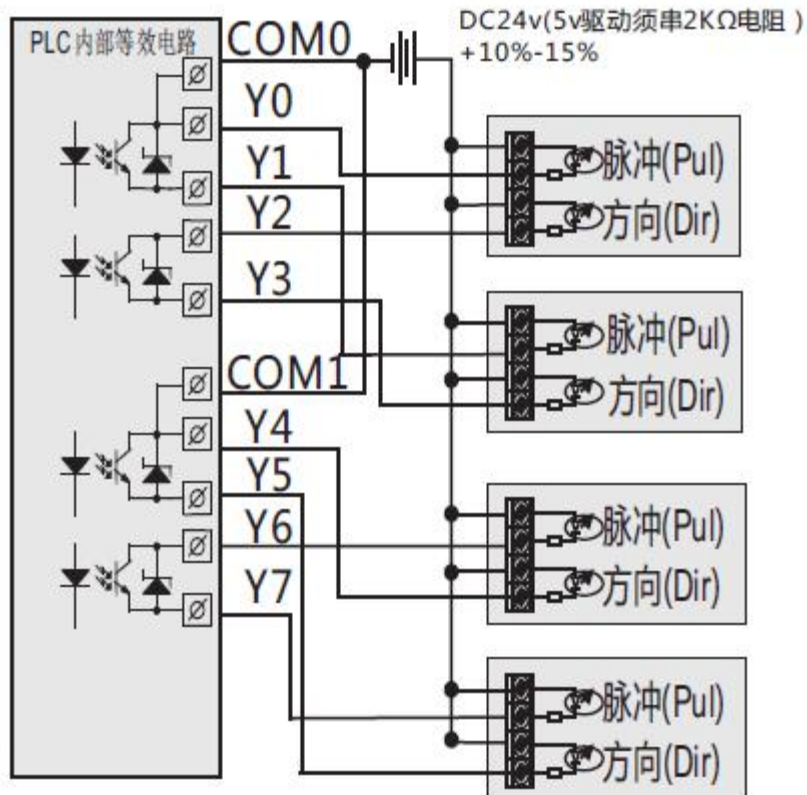 DC24v(5v驱动须串2KΩ电阻)
+10%-15%
PLC内部等效电路
COM0
Y0
Y1
Y2
Y3
COM1
Y4
Y5
Y6
Y7
脉冲(Pul)
方向(Dir)
脉冲(Pul)
方向(Dir)
脉冲(Pul)
方向(Dir)
脉冲(Pul)
方向(Dir)